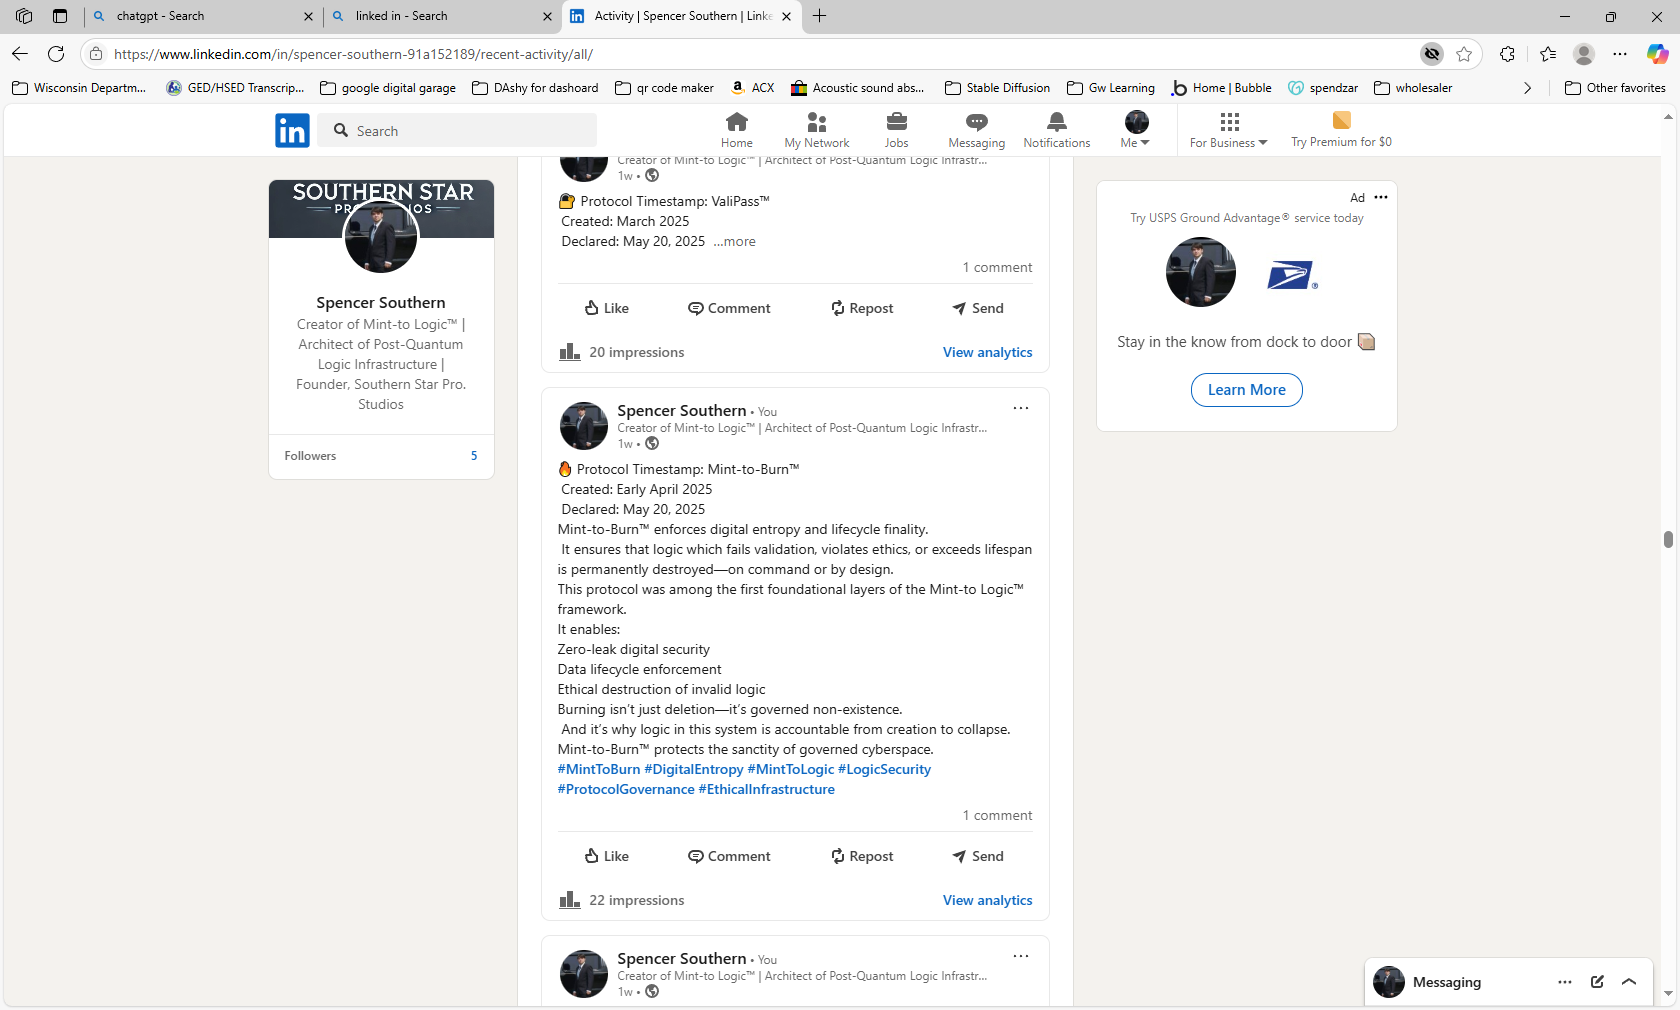 chatgpt - Search
linked in - Search
Activity | Spencer Southern | Linke
https://www.linkedin.com/in/spencer-southern-91a152189/recent-activity/all/
Wisconsin Departm...
GED/HSED Transcrip...
google digital garage
DAshy for dashoard
qr code maker
ACX
Acoustic sound abs...
Stable Diffusion
Gw Learning
Home | Bubble
spendzar
wholesaler
Other favorites
in
Search
Home
My Network
Jobs
Messaging
Notifications
Me
For Business
Try Premium for $0
SOUTHERN STAR
Spencer Southern
Creator of Mint-to Logic™ |
Architect of Post-Quantum
Logic Infrastructure |
Founder, Southern Star Pro.
Studios
Followers 5
Creator of Mint-to Logic™ | Architect of Post-Quantum Logic Infrastr...
1w •
Protocol Timestamp: ValiPass™
Created: March 2025
Declared: May 20, 2025 ...more
1 comment
Like Comment Repost Send
20 impressions View analytics
Spencer Southern • You
Creator of Mint-to Logic™ | Architect of Post-Quantum Logic Infrastr...
1w •
Protocol Timestamp: Mint-to-Burn™
Created: Early April 2025
Declared: May 20, 2025
Mint-to-Burn™ enforces digital entropy and lifecycle finality.
It ensures that logic which fails validation, violates ethics, or exceeds lifespan
is permanently destroyed—on command or by design.
This protocol was among the first foundational layers of the Mint-to Logic™
framework.
It enables:
Zero-leak digital security
Data lifecycle enforcement
Ethical destruction of invalid logic
Burning isn’t just deletion—it’s governed non-existence.
And it’s why logic in this system is accountable from creation to collapse.
Mint-to-Burn™ protects the sanctity of governed cyberspace.
#MintToBurn #DigitalEntropy #MintToLogic #LogicSecurity
#ProtocolGovernance #EthicalInfrastructure
1 comment
Like Comment Repost Send
22 impressions View analytics
Spencer Southern • You
Creator of Mint-to Logic™ | Architect of Post-Quantum Logic Infrastr...
1w •
Ad
Try USPS Ground Advantage® service today
Stay in the know from dock to door
Learn More
Messaging